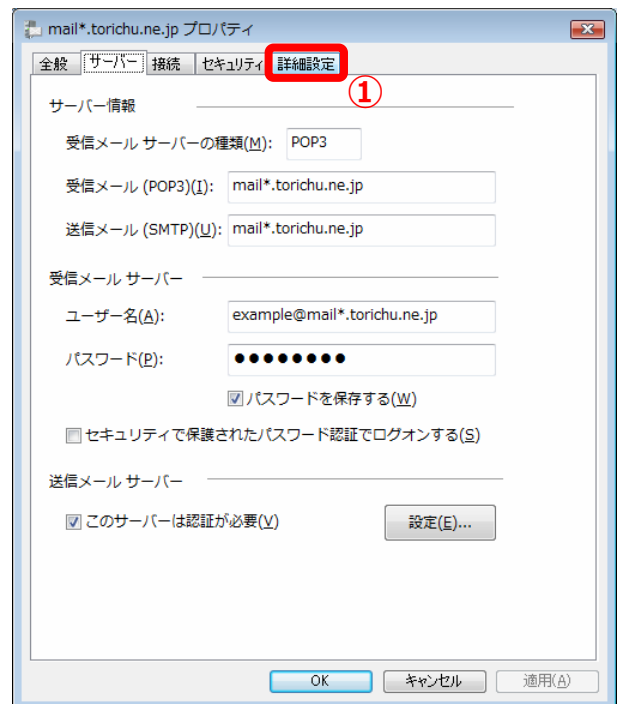 mail*.torichu.ne.jp プロパティ
全般 サーバー 接続 セキュリティ 詳細設定
①
サーバー情報
受信メール サーバーの種類(M): POP3
受信メール (POP3)(I): mail*.torichu.ne.jp
送信メール (SMTP)(U): mail*.torichu.ne.jp
受信メール サーバー
ユーザー名(A): example@mail*.torichu.ne.jp
パスワード(P): ●●●●●●●●
パスワードを保存する(W)
セキュリティで保護されたパスワード認証でログオンする(S)
送信メール サーバー
このサーバーは認証が必要(V) 設定(E)...
OK キャンセル 適用(A)